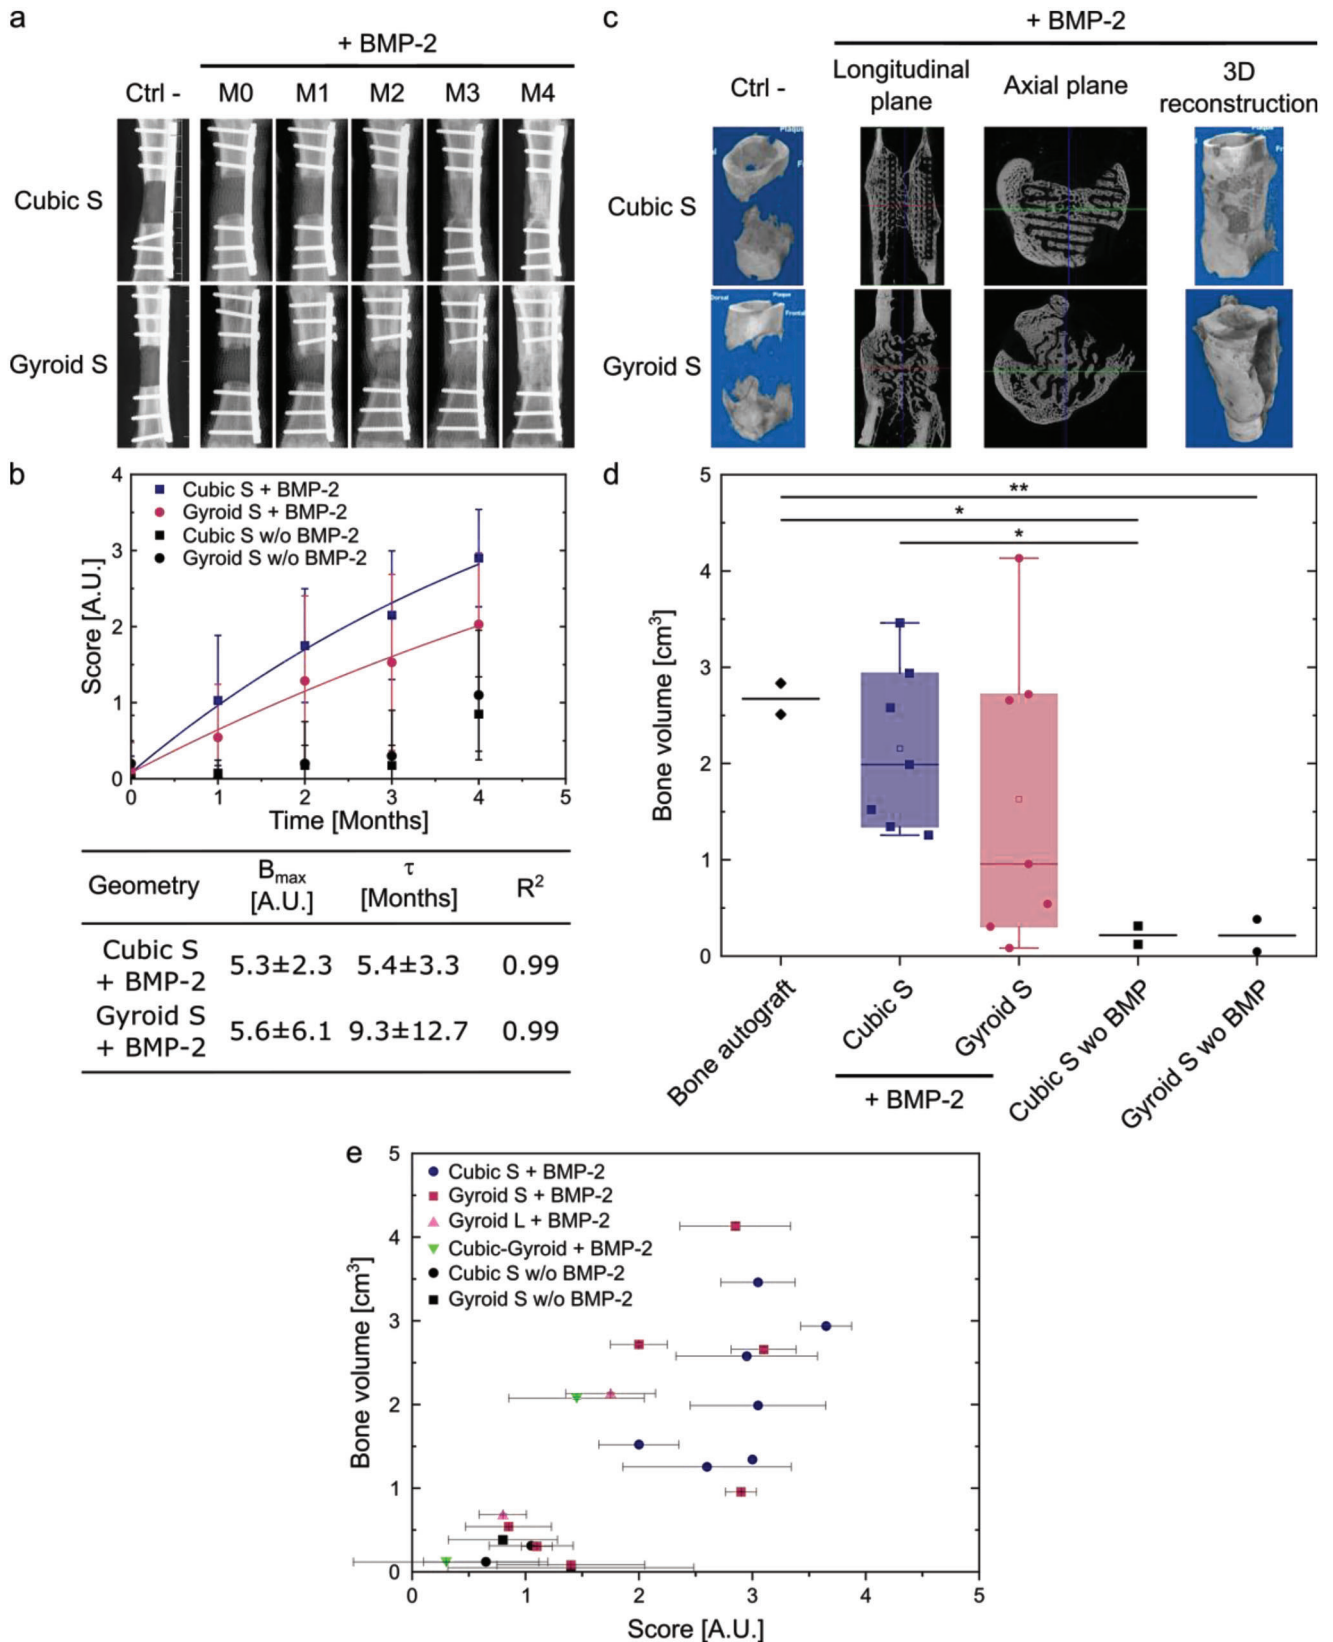 a
+ BMP-2
Ctrl - M0 M1 M2 M3 M4
Cubic S
Gyroid S
c
+ BMP-2
Ctrl -
Longitudinal
plane
Axial plane
3D
reconstruction
Plaque
Cubic S
Dorsal
Plaque
Frontal
Gyroid S
b
4
3
2
1
0
Score [A.U.]
Cubic S + BMP-2
Gyroid S + BMP-2
Cubic S w/o BMP-2
Gyroid S w/o BMP-2
0 1 2 3 4 5
Time [Months]
Geometry
Bmax
[A.U.]
τ
[Months]
R²
Cubic S
+ BMP-2
5.3±2.3 5.4±3.3 0.99
Gyroid S
+ BMP-2
5.6±6.1 9.3±12.7 0.99
d
5
4
3
2
1
0
Bone volume [cm³]
**
*
*
Bone autograft
Cubic S
Gyroid S
Cubic S wo BMP
Gyroid S wo BMP
+ BMP-2
e
5
4
3
2
1
0
Bone volume [cm³]
Cubic S + BMP-2
Gyroid S + BMP-2
Gyroid L + BMP-2
Cubic-Gyroid + BMP-2
Cubic S w/o BMP-2
Gyroid S w/o BMP-2
0 1 2 3 4 5
Score [A.U.]